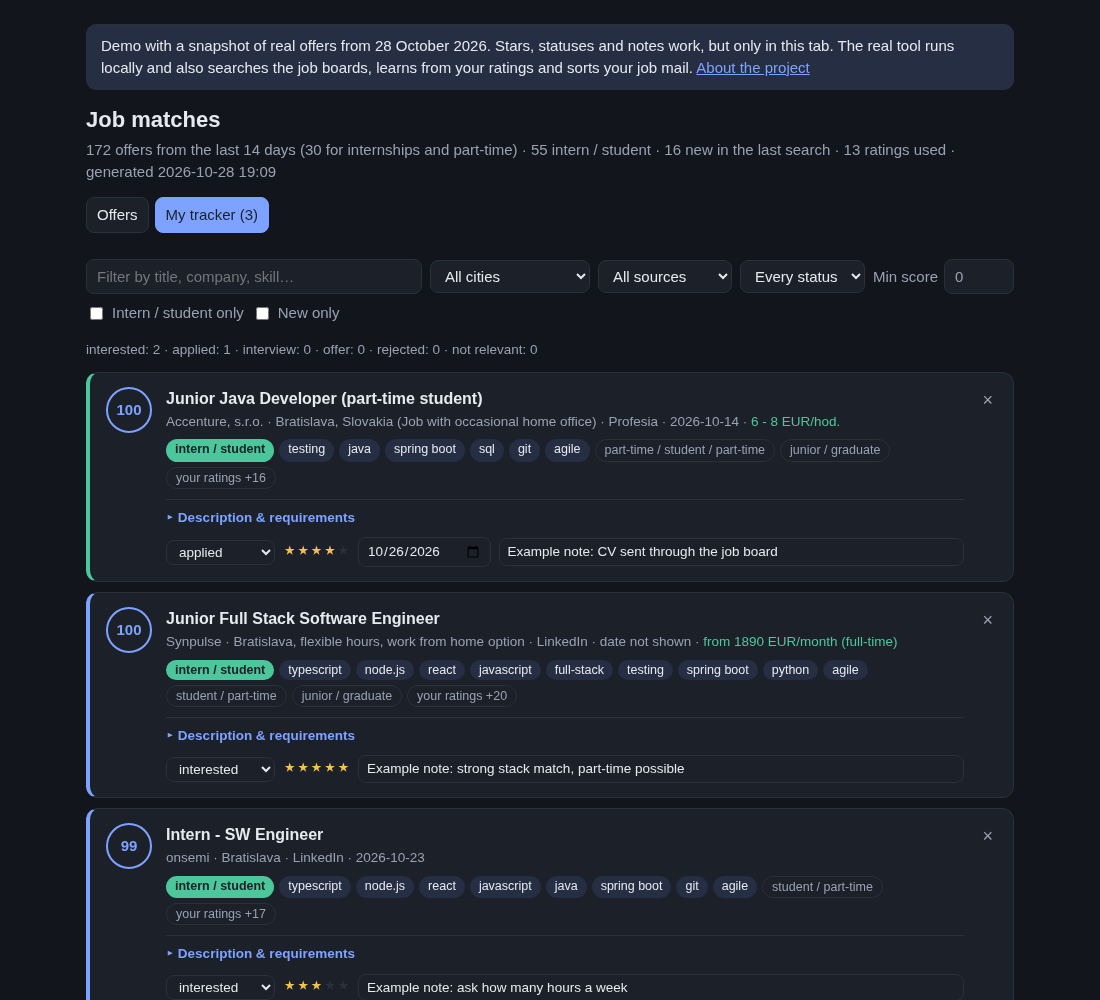 Demo with a snapshot of real offers from 28 October 2026. Stars, statuses and notes work, but only in this tab. The real tool runs
locally and also searches the job boards, learns from your ratings and sorts your job mail. About the project
Job matches
172 offers from the last 14 days (30 for internships and part-time) · 55 intern / student · 16 new in the last search · 13 ratings used ·
generated 2026-10-28 19:09
Offers My tracker (3)
Filter by title, company, skill… All cities All sources Every status Min score 0
Intern / student only New only
interested: 2 · applied: 1 · interview: 0 · offer: 0 · rejected: 0 · not relevant: 0
100 Junior Java Developer (part-time student) ×
Accenture, s.r.o. · Bratislava, Slovakia (Job with occasional home office) · Profesia · 2026-10-14 · 6 - 8 EUR/hod.
intern / student testing java spring boot sql git agile part-time / student / part-time junior / graduate
your ratings +16
▸ Description & requirements
applied ★★★★★ 10/26/2026 Example note: CV sent through the job board
100 Junior Full Stack Software Engineer ×
Synpulse · Bratislava, flexible hours, work from home option · LinkedIn · date not shown · from 1890 EUR/month (full-time)
intern / student typescript node.js react javascript full-stack testing spring boot python agile
student / part-time junior / graduate your ratings +20
▸ Description & requirements
interested ★★★★★ Example note: strong stack match, part-time possible
99 Intern - SW Engineer ×
onsemi · Bratislava · LinkedIn · 2026-10-23
intern / student typescript node.js react javascript java spring boot git agile student / part-time
your ratings +17
▸ Description & requirements
interested ★★★★★ Example note: ask how many hours a week